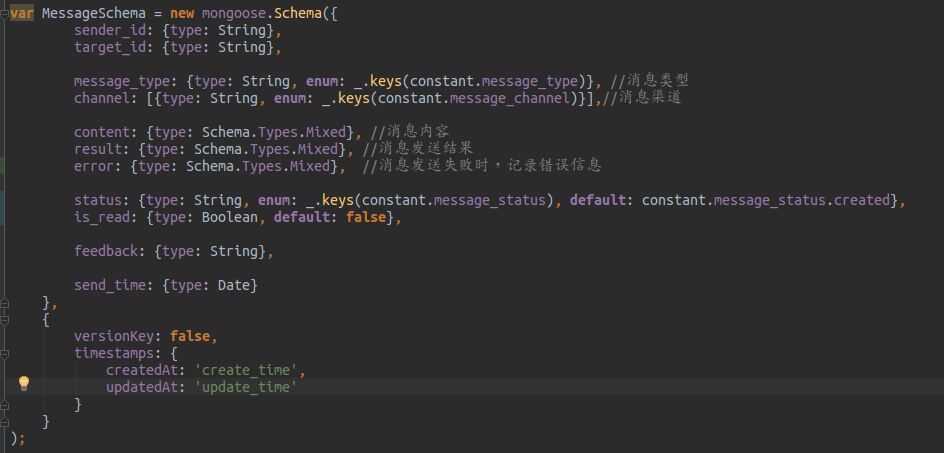 var MessageSchema = new mongoose.Schema({
        sender_id: {type: String},
        target_id: {type: String},

        message_type: {type: String, enum: _.keys(constant.message_type)}, //消息类型
        channel: [{type: String, enum: _.keys(constant.message_channel)}],//消息渠道

        content: {type: Schema.Types.Mixed}, //消息内容
        result: {type: Schema.Types.Mixed}, //消息发送结果
        error: {type: Schema.Types.Mixed},  //消息发送失败时，记录错误信息

        status: {type: String, enum: _.keys(constant.message_status), default: constant.message_status.created},
        is_read: {type: Boolean, default: false},

        feedback: {type: String},

        send_time: {type: Date}
    },
    {
        versionKey: false,
        timestamps: {
            createdAt: 'create_time',
            updatedAt: 'update_time'
        }
    }
);